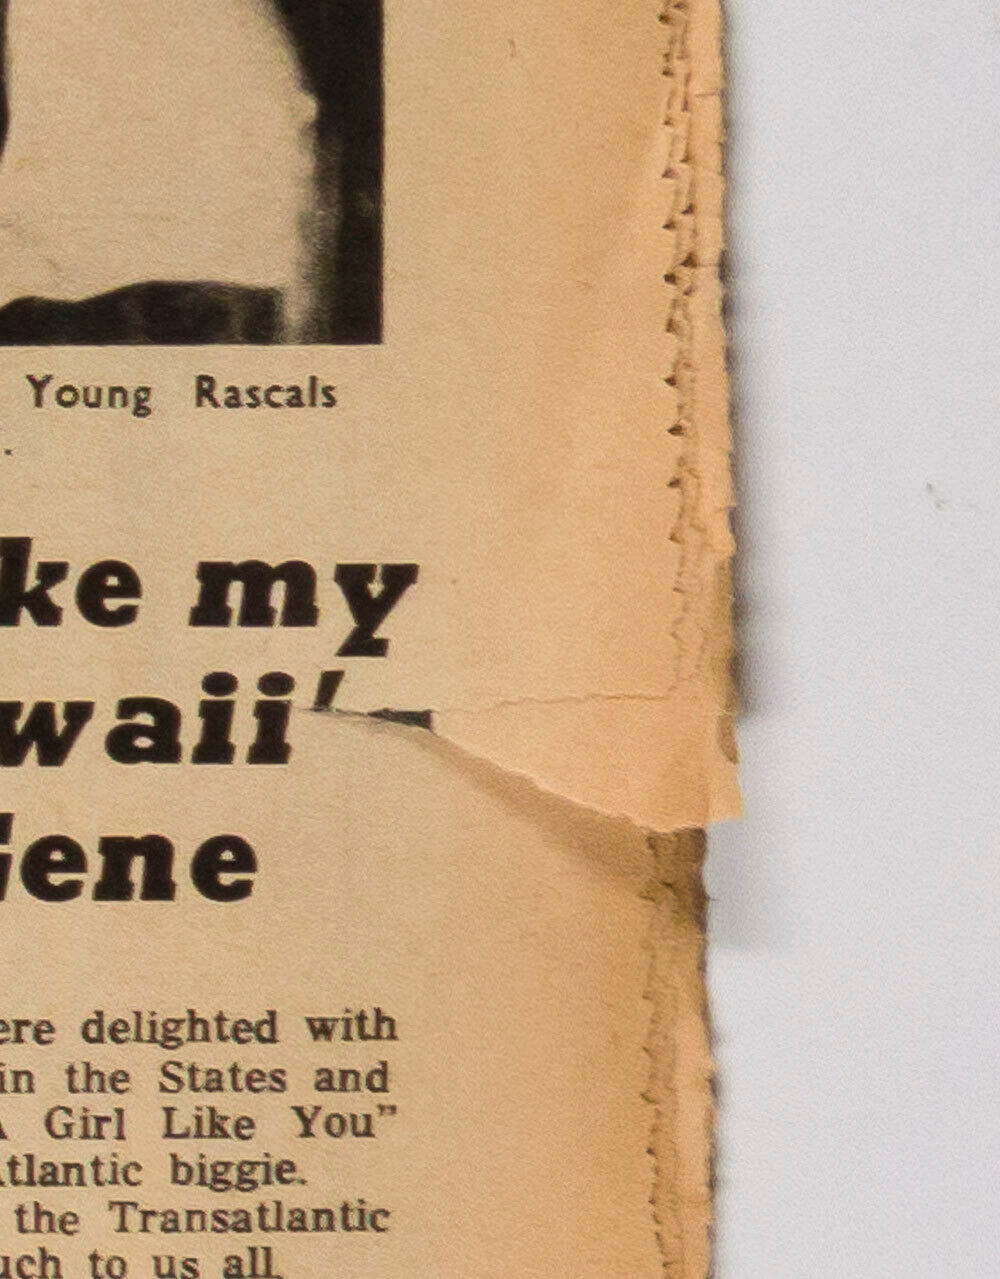 Young Rascals
ke my
waii'
Gene
ere delighted with
in the States and
A Girl Like You”
Atlantic biggie.
the Transatlantic
uch to us all.